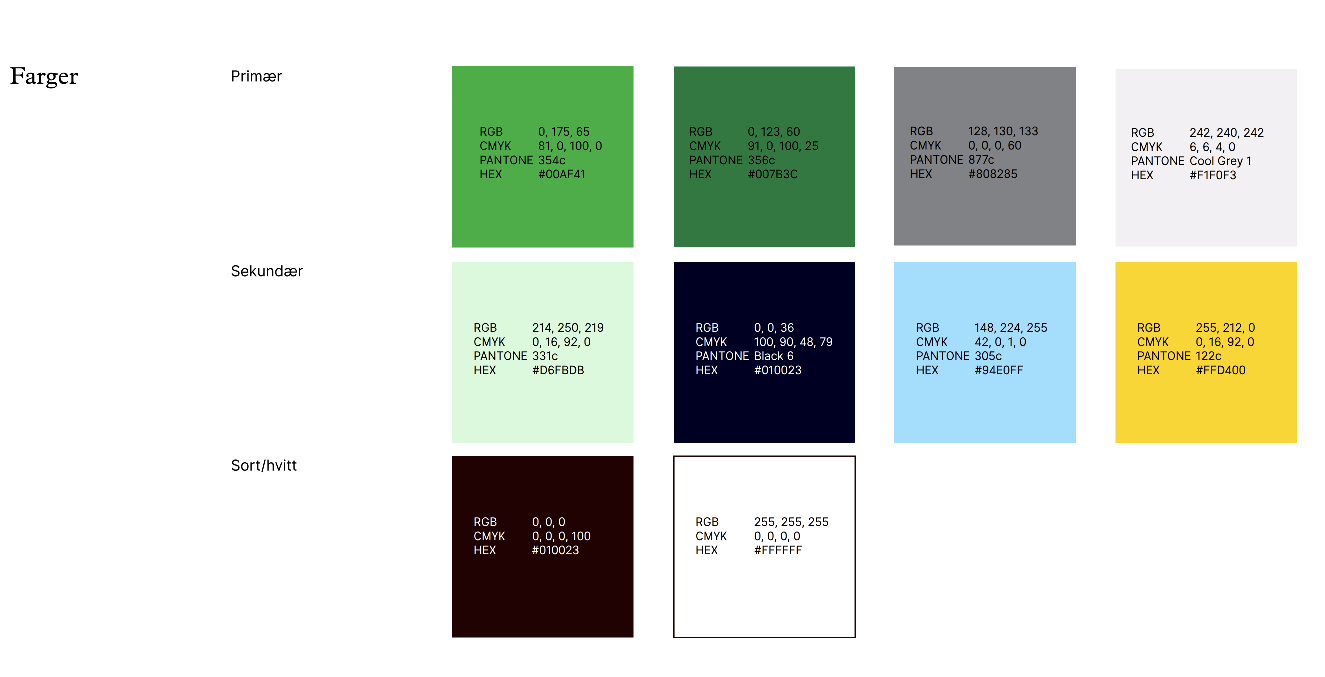 Farger
Primær
RGB 0, 175, 65
CMYK 81, 0, 100, 0
PANTONE 354c
HEX #00AF41
RGB 0, 123, 60
CMYK 91, 0, 100, 25
PANTONE 356c
HEX #007B3C
RGB 128, 130, 133
CMYK 0, 0, 0, 60
PANTONE 877c
HEX #808285
RGB 242, 240, 242
CMYK 6, 6, 4, 0
PANTONE Cool Grey 1
HEX #F1F0F3
Sekundær
RGB 214, 250, 219
CMYK 0, 16, 92, 0
PANTONE 331c
HEX #D6FBDB
RGB 0, 0, 36
CMYK 100, 90, 48, 79
PANTONE Black 6
HEX #010023
RGB 148, 224, 255
CMYK 42, 0, 1, 0
PANTONE 305c
HEX #94E0FF
RGB 255, 212, 0
CMYK 0, 16, 92, 0
PANTONE 122c
HEX #FFD400
Sort/hvitt
RGB 0, 0, 0
CMYK 0, 0, 0, 100
HEX #010023
RGB 255, 255, 255
CMYK 0, 0, 0, 0
HEX #FFFFFF